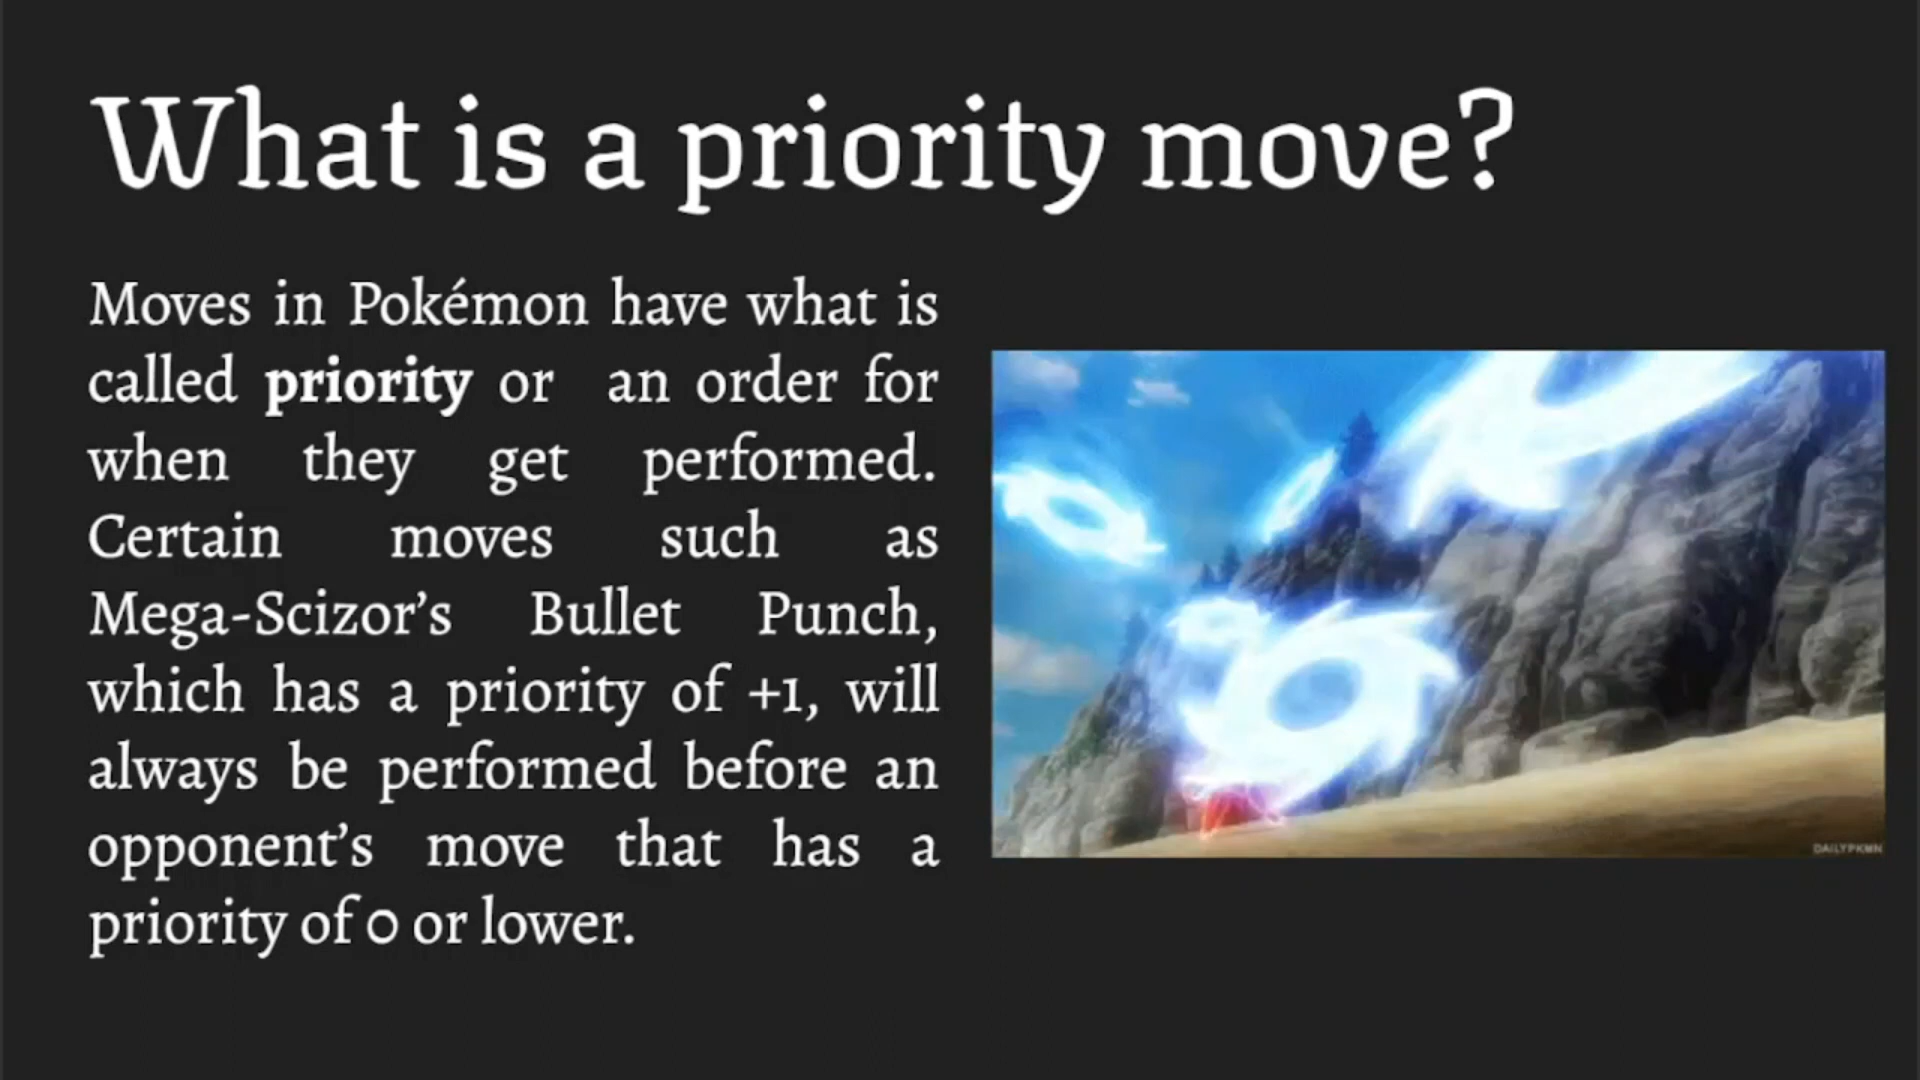 What is a priority move?
Moves in Pokémon have what is
called priority or an order for
when they get performed.
Certain moves such as
Mega-Scizor’s Bullet Punch,
which has a priority of +1, will
always be performed before an
opponent’s move that has a
priority of 0 or lower.
DAILYPKMN